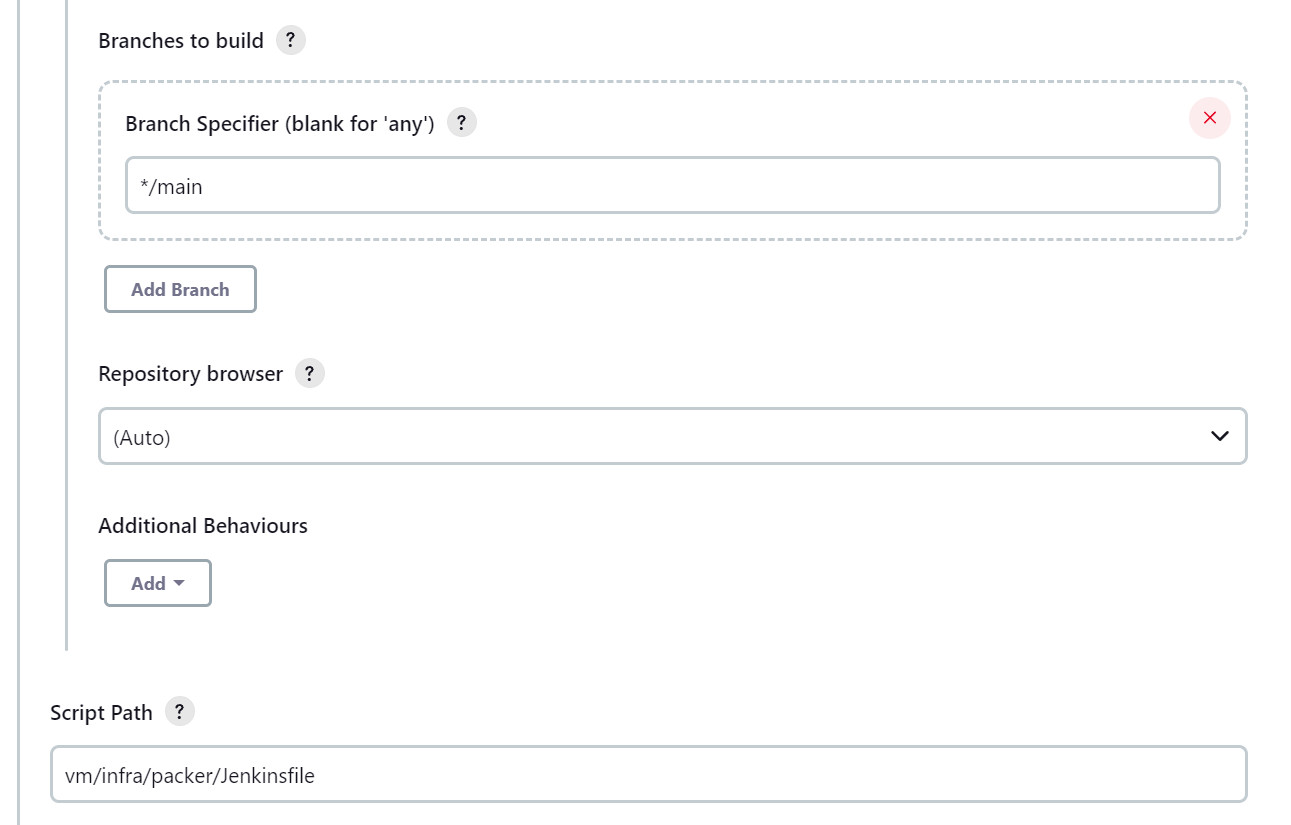 Branches to build ?
Branch Specifier (blank for 'any') ?
*/main
Add Branch
Repository browser ?
(Auto)
Additional Behaviours
Add
Script Path ?
vm/infra/packer/Jenkinsfile